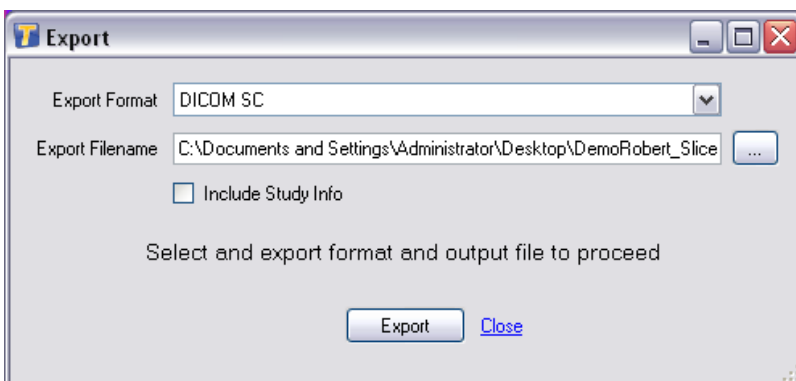 Export
Export Format DICOM SC
Export Filename C:\Documents and Settings\Administrator\Desktop\DemoRobert_Slice ...
Include Study Info
Select and export format and output file to proceed
Export Close